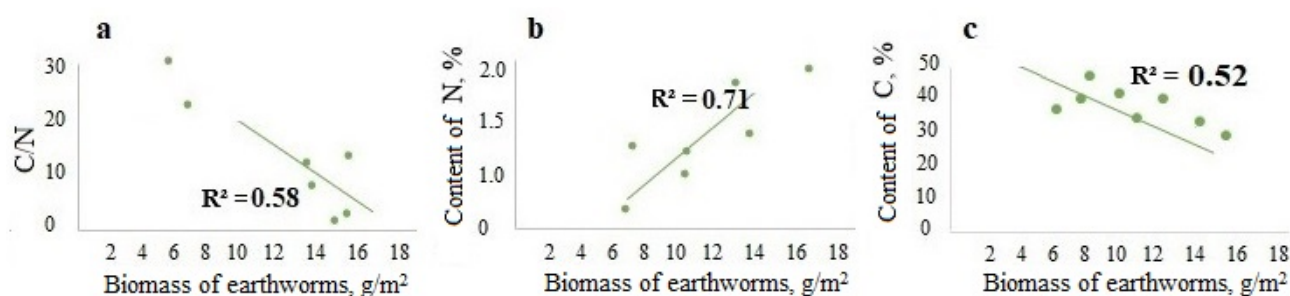 a
C/N
30
20
10
0
R² = 0.58
2 4 6 8 10 14 16 18
Biomass of earthworms, g/m²
b
Content of N, %
2.0
1.5
1.0
0
R² = 0.71
2 4 6 8 10 12 14 16 18
Biomass of earthworms, g/m²
c
Content of C, %
50
40
30
20
10
0
R² = 0.52
2 4 6 8 10 12 14 16 18
Biomass of earthworms, g/m²